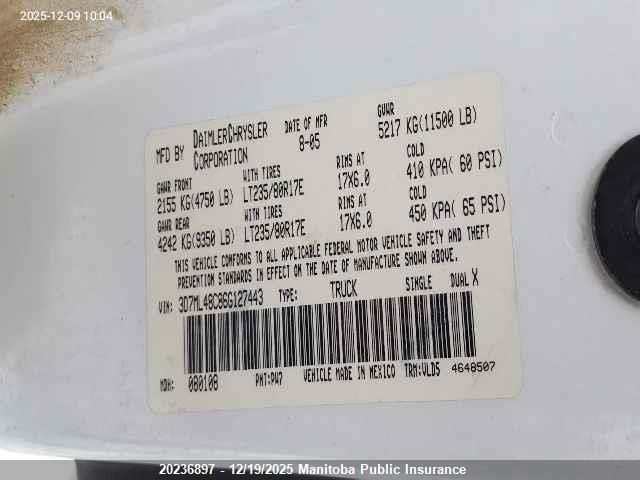 2025-12-09 10:04
MFD BY DAIMLERCHRYSLER CORPORATION DATE OF MFR 8-05 GVWR 5217 KG(11500 LB)
GAWR FRONT WITH TIRES RIMS AT COLD
2155 KG(4750 LB) LT235/80R17E 17X6.0 410 KPA( 60 PSI)
GAWR REAR WITH TIRES RIMS AT COLD
4242 KG(9350 LB) LT235/80R17E 17X6.0 450 KPA( 65 PSI)
THIS VEHICLE CONFORMS TO ALL APPLICABLE FEDERAL MOTOR VEHICLE SAFETY AND THEFT
PREVENTION STANDARDS IN EFFECT ON THE DATE OF MANUFACTURE SHOWN ABOVE.
VIN: 3D7ML48C86G127443 TYPE: TRUCK SINGLE DUAL X
MDH: 080108 PNT:PW7 VEHICLE MADE IN MEXICO TRM:VLD5 4648507
20236897 - 12/19/2025 Manitoba Public Insurance